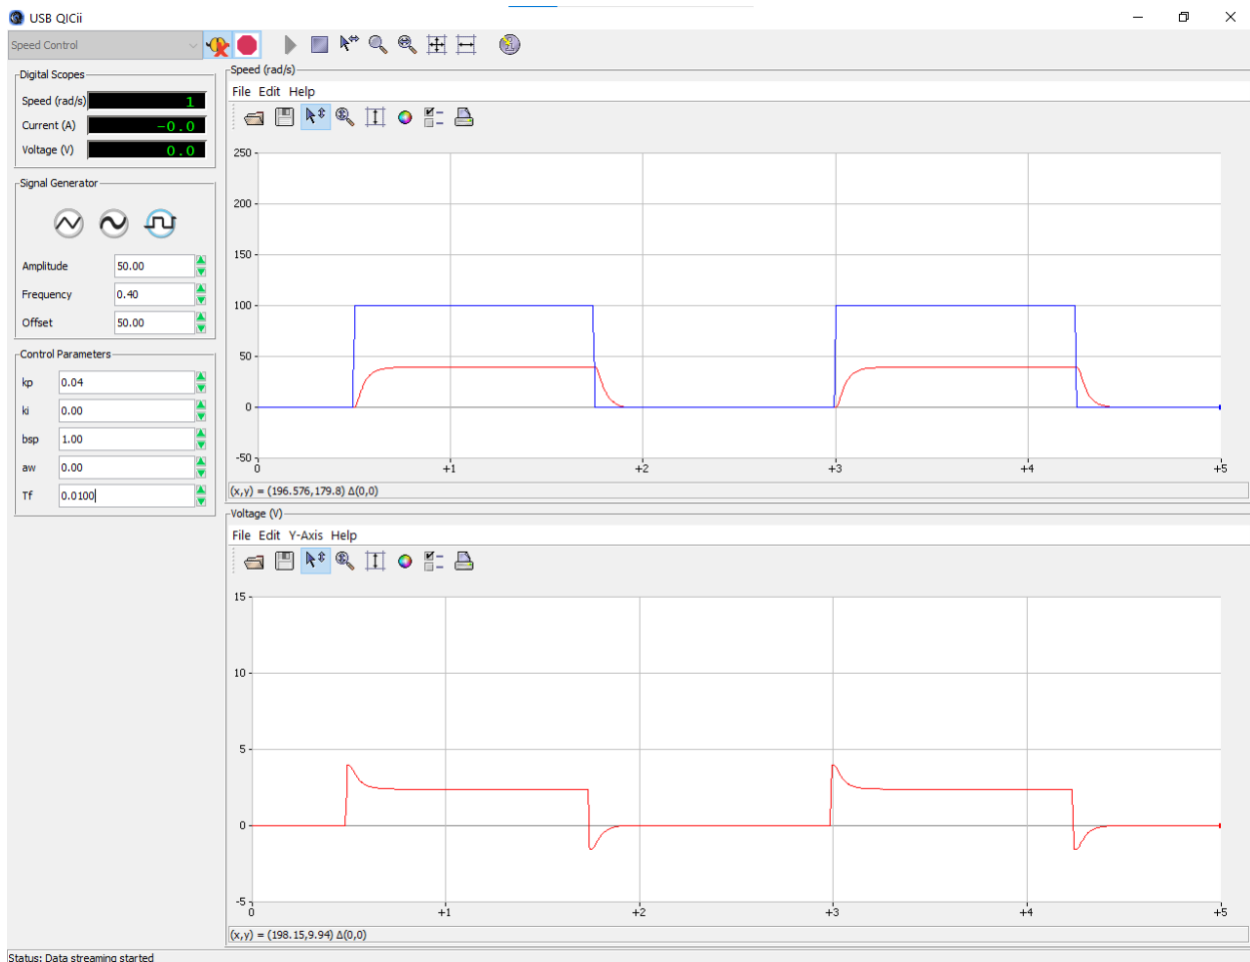 USB QICii
Speed Control
Digital Scopes
Speed (rad/s) 1
Current (A) -0.0
Voltage (V) 0.0
Signal Generator
Amplitude 50.00
Frequency 0.40
Offset 50.00
Control Parameters
kp 0.04
ki 0.00
bsp 1.00
aw 0.00
Tf 0.0100
Speed (rad/s)
File Edit Help
250
200
150
100
50
0
-50
0 +1 +2 +3 +4 +5
(x,y) = (196.576,179.8) Δ(0,0)
Voltage (V)
File Edit Y-Axis Help
15
10
5
0
-5
0 +1 +2 +3 +4 +5
(x,y) = (198.15,9.94) Δ(0,0)
Status: Data streaming started